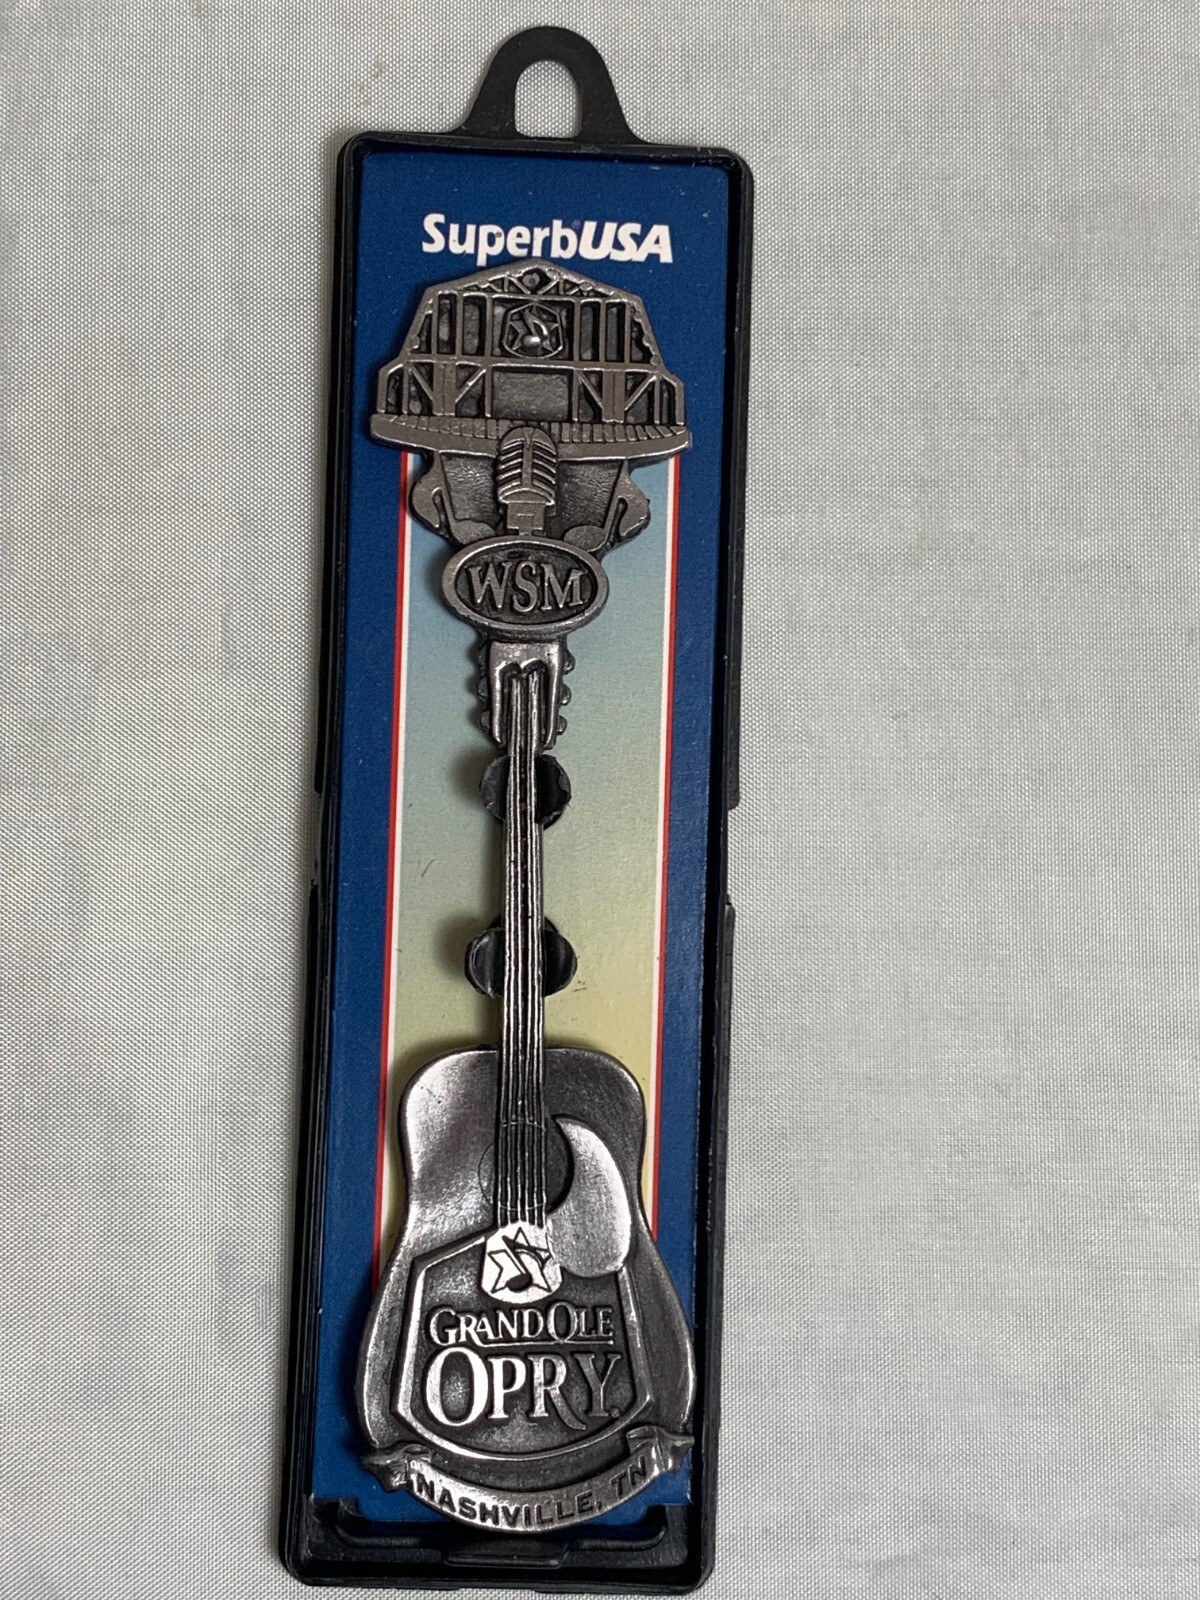 SuperbUSA
WSM
GRAND OLE
OPRY®
NASHVILLE, TN